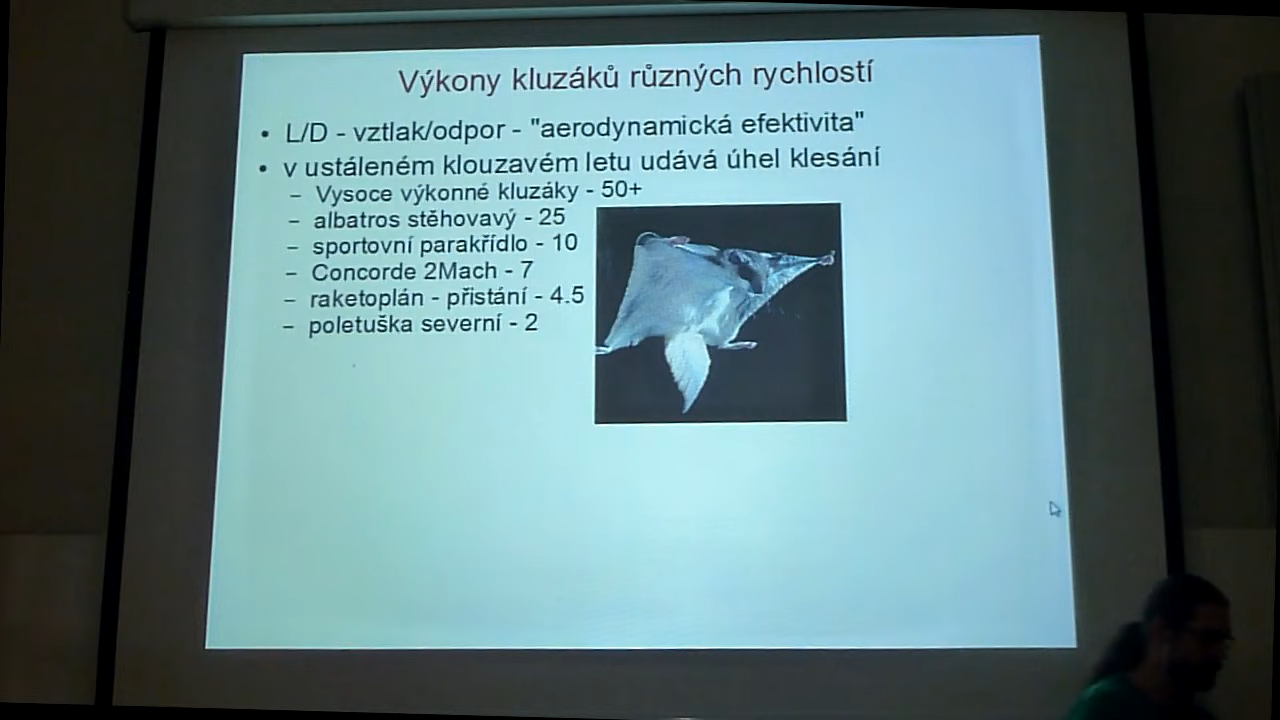 Výkony kluzáků různých rychlostí
• L/D - vztlak/odpor - "aerodynamická efektivita"
• v ustáleném klouzavém letu udává úhel klesání
– Vysoce výkonné kluzáky - 50+
– albatros stěhovavý - 25
– sportovní parakřídlo - 10
– Concorde 2Mach - 7
– raketoplán - přistání - 4.5
– poletuška severní - 2